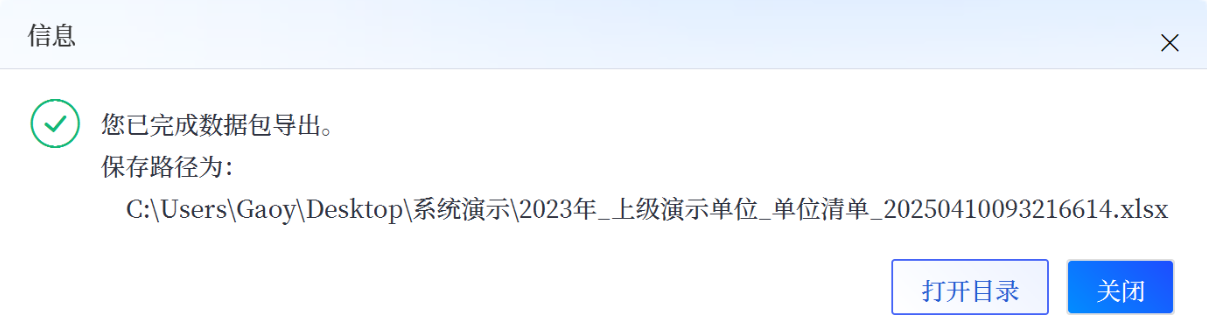 信息
您已完成数据包导出。
保存路径为：
C:\Users\Gaoy\Desktop\系统演示\2023年_上级演示单位_单位清单_20250410093216614.xlsx
打开目录
关闭